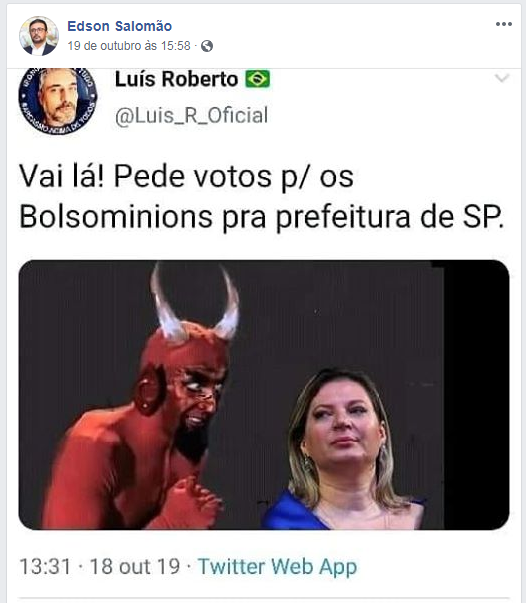 Edson Salomão
19 de outubro às 15:58 ·
Luís Roberto
@Luis_R_Oficial
Vai lá! Pede votos p/ os
Bolsominions pra prefeitura de SP.
13:31 · 18 out 19 · Twitter Web App